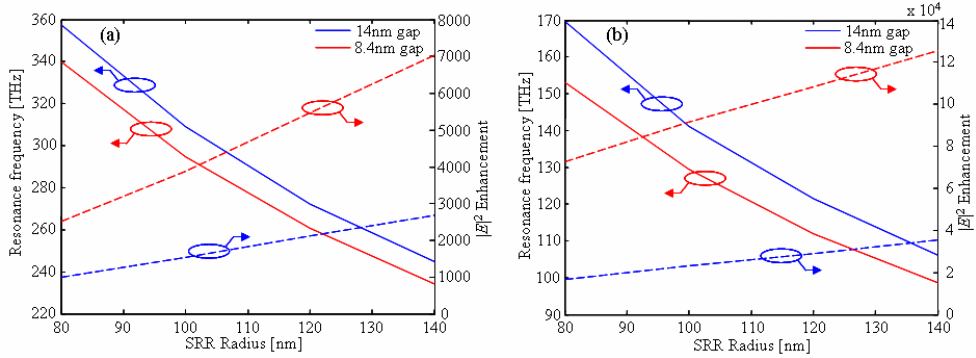 (a)
14nm gap
8.4nm gap
Resonance frequency [THz]
360
340
320
300
280
260
240
220
8000
7000
6000
5000
4000
3000
2000
1000
0
|E|² Enhancement
80 90 100 110 120 130 140
SRR Radius [nm]
(b)
x 10⁴
14nm gap
8.4nm gap
Resonance frequency [THz]
170
160
150
140
130
120
110
100
90
14
12
10
8
6
4
2
0
|E|² Enhancement
80 90 100 110 120 130 140
SRR Radius [nm]